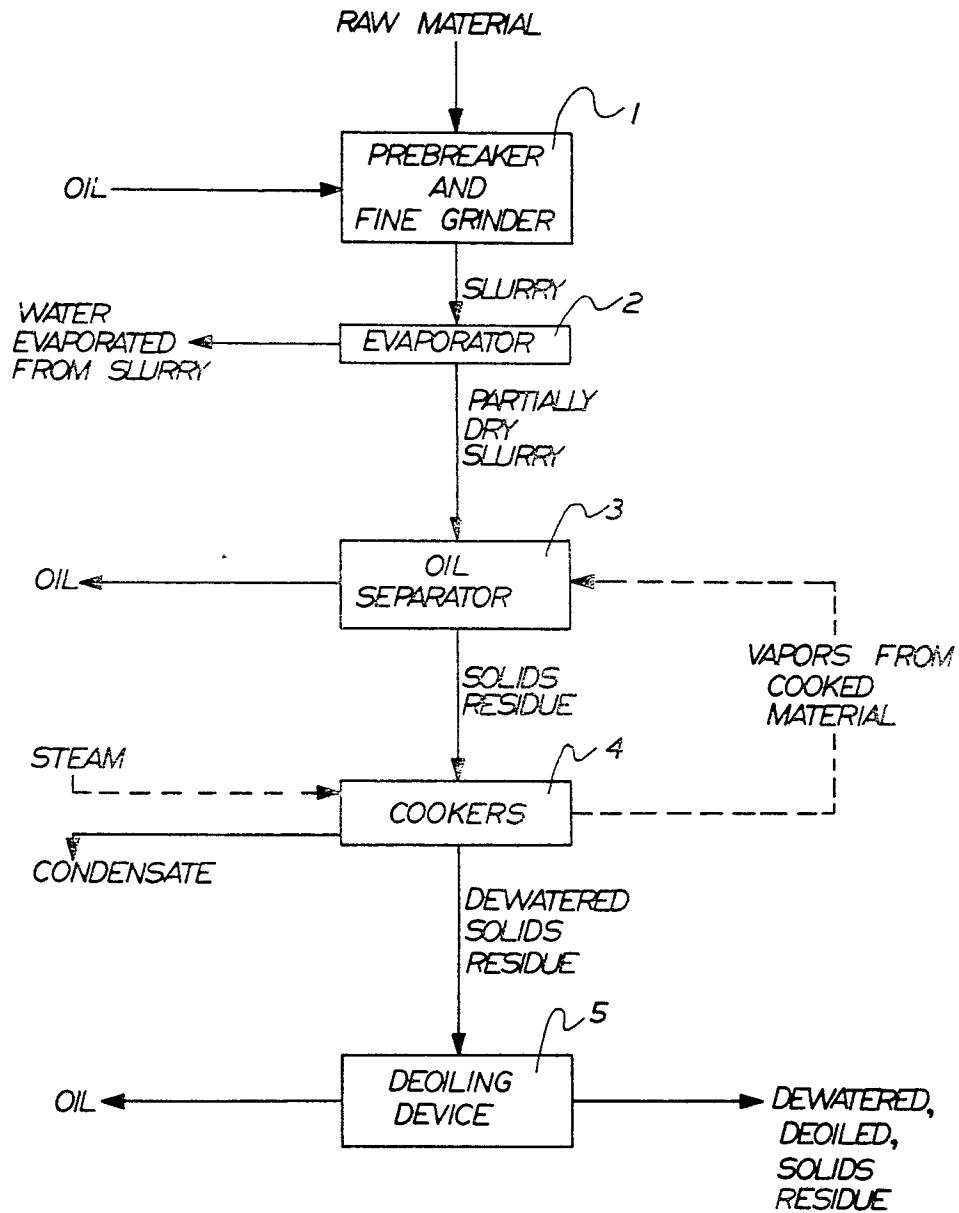 RAW MATERIAL
1
PREBREAKER
AND
FINE GRINDER
OIL
SLURRY
2
EVAPORATOR
WATER
EVAPORATED
FROM SLURRY
PARTIALLY
DRY
SLURRY
3
OIL
SEPARATOR
OIL
SOLIDS
RESIDUE
VAPORS FROM
COOKED
MATERIAL
STEAM
4
COOKERS
CONDENSATE
DEWATERED
SOLIDS
RESIDUE
5
DEOILING
DEVICE
OIL
DEWATERED,
DEOILED,
SOLIDS
RESIDUE